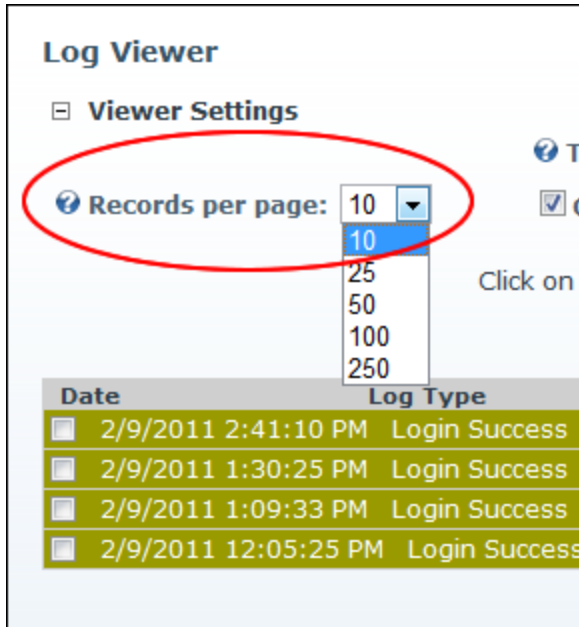 Log Viewer
Viewer Settings
T
Records per page: 10
10
25
Click on
50
100
250
Date Log Type
2/9/2011 2:41:10 PM Login Success
2/9/2011 1:30:25 PM Login Success
2/9/2011 1:09:33 PM Login Success
2/9/2011 12:05:25 PM Login Success